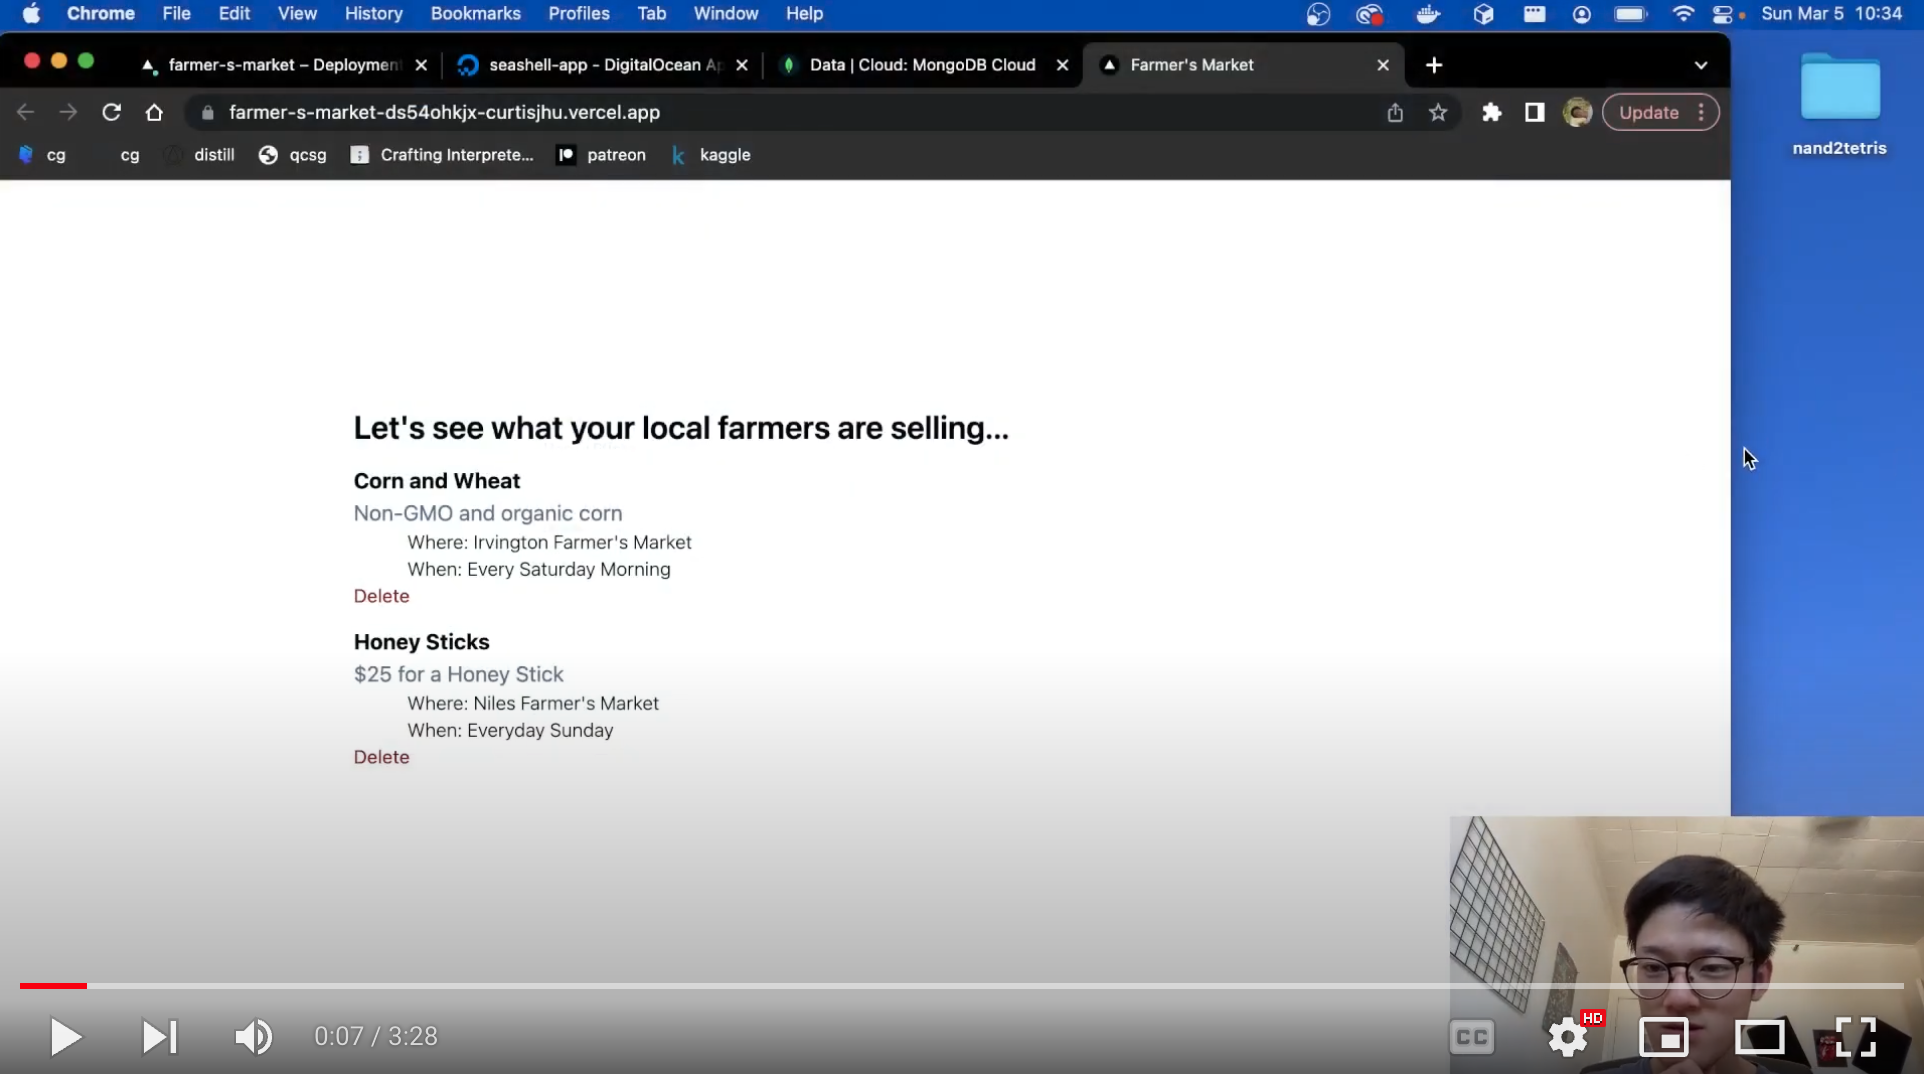 Chrome File Edit View History Bookmarks Profiles Tab Window Help Sun Mar 5 10:34
farmer-s-market – Deploymen seashell-app - DigitalOcean Ap Data | Cloud: MongoDB Cloud Farmer's Market
farmer-s-market-ds54ohkjx-curtisjhu.vercel.app Update
cg cg distill qcsg Crafting Interprete... patreon kaggle
nand2tetris
Let's see what your local farmers are selling...
Corn and Wheat
Non-GMO and organic corn
Where: Irvington Farmer's Market
When: Every Saturday Morning
Delete
Honey Sticks
$25 for a Honey Stick
Where: Niles Farmer's Market
When: Everyday Sunday
Delete
0:07 / 3:28 CC HD